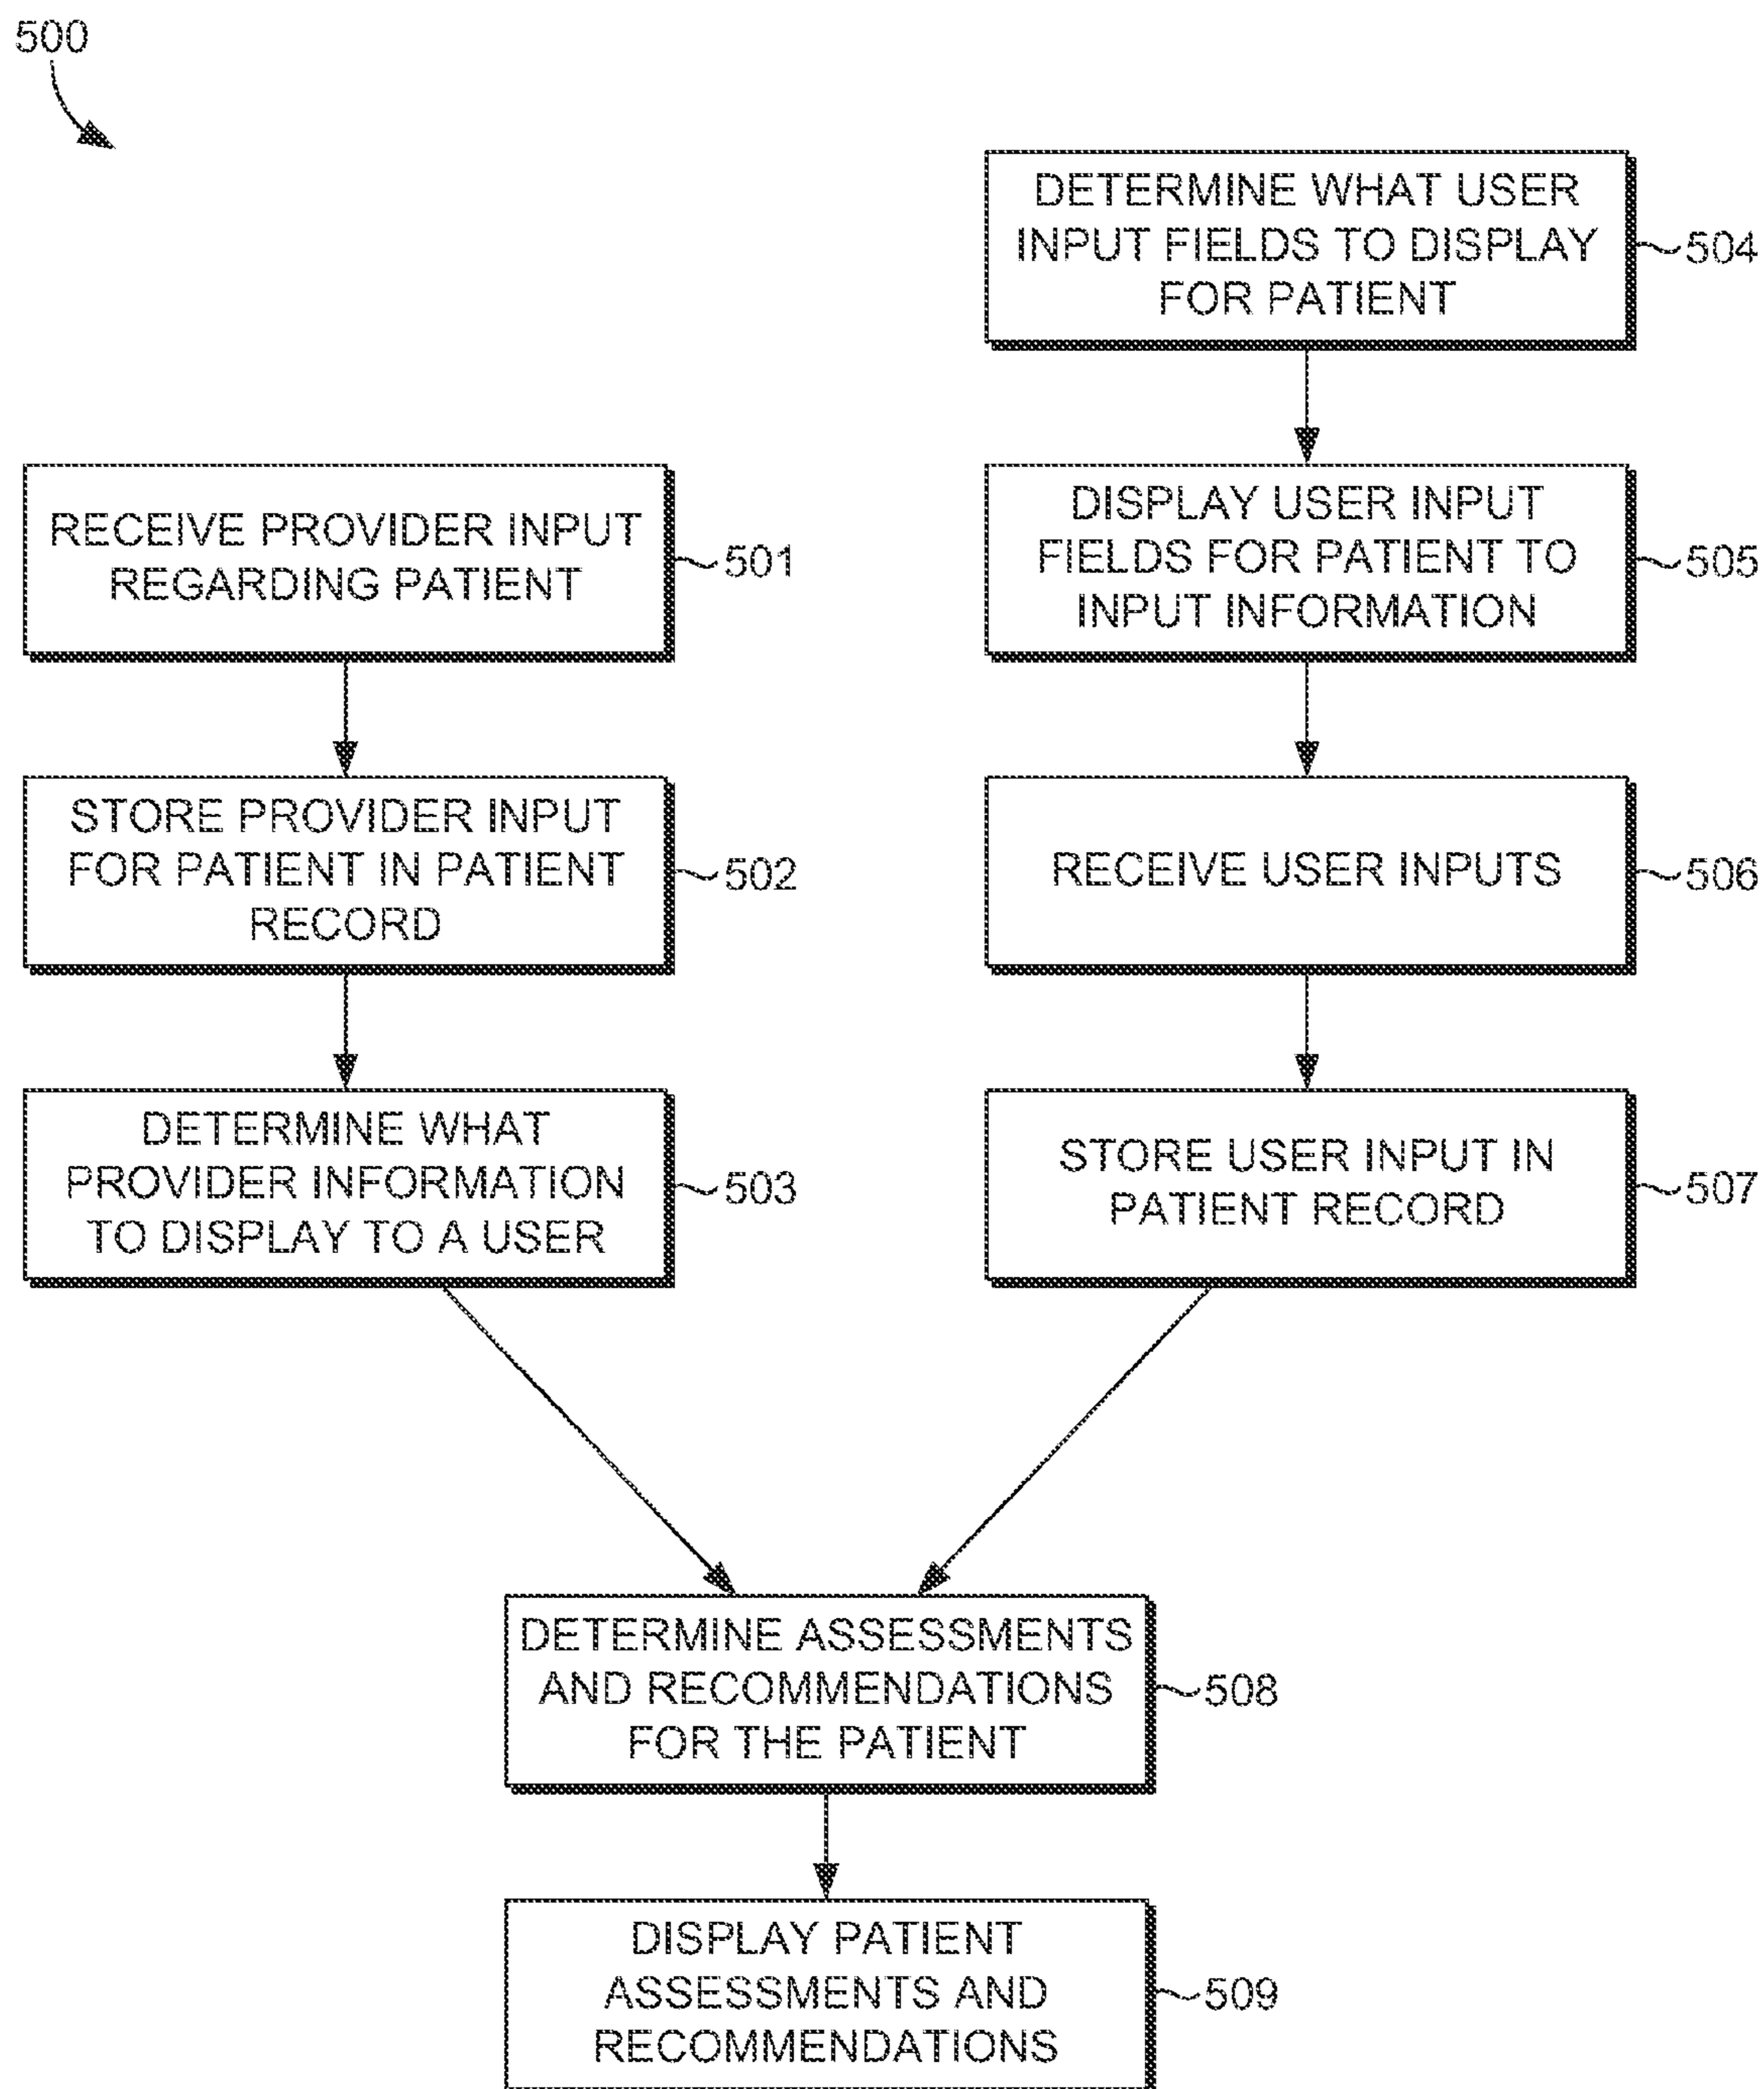 500
DETERMINE WHAT USER
INPUT FIELDS TO DISPLAY
FOR PATIENT
504
RECEIVE PROVIDER INPUT
REGARDING PATIENT
501
DISPLAY USER INPUT
FIELDS FOR PATIENT TO
INPUT INFORMATION
505
STORE PROVIDER INPUT
FOR PATIENT IN PATIENT
RECORD
502
RECEIVE USER INPUTS
506
DETERMINE WHAT
PROVIDER INFORMATION
TO DISPLAY TO A USER
503
STORE USER INPUT IN
PATIENT RECORD
507
DETERMINE ASSESSMENTS
AND RECOMMENDATIONS
FOR THE PATIENT
508
DISPLAY PATIENT
ASSESSMENTS AND
RECOMMENDATIONS
509